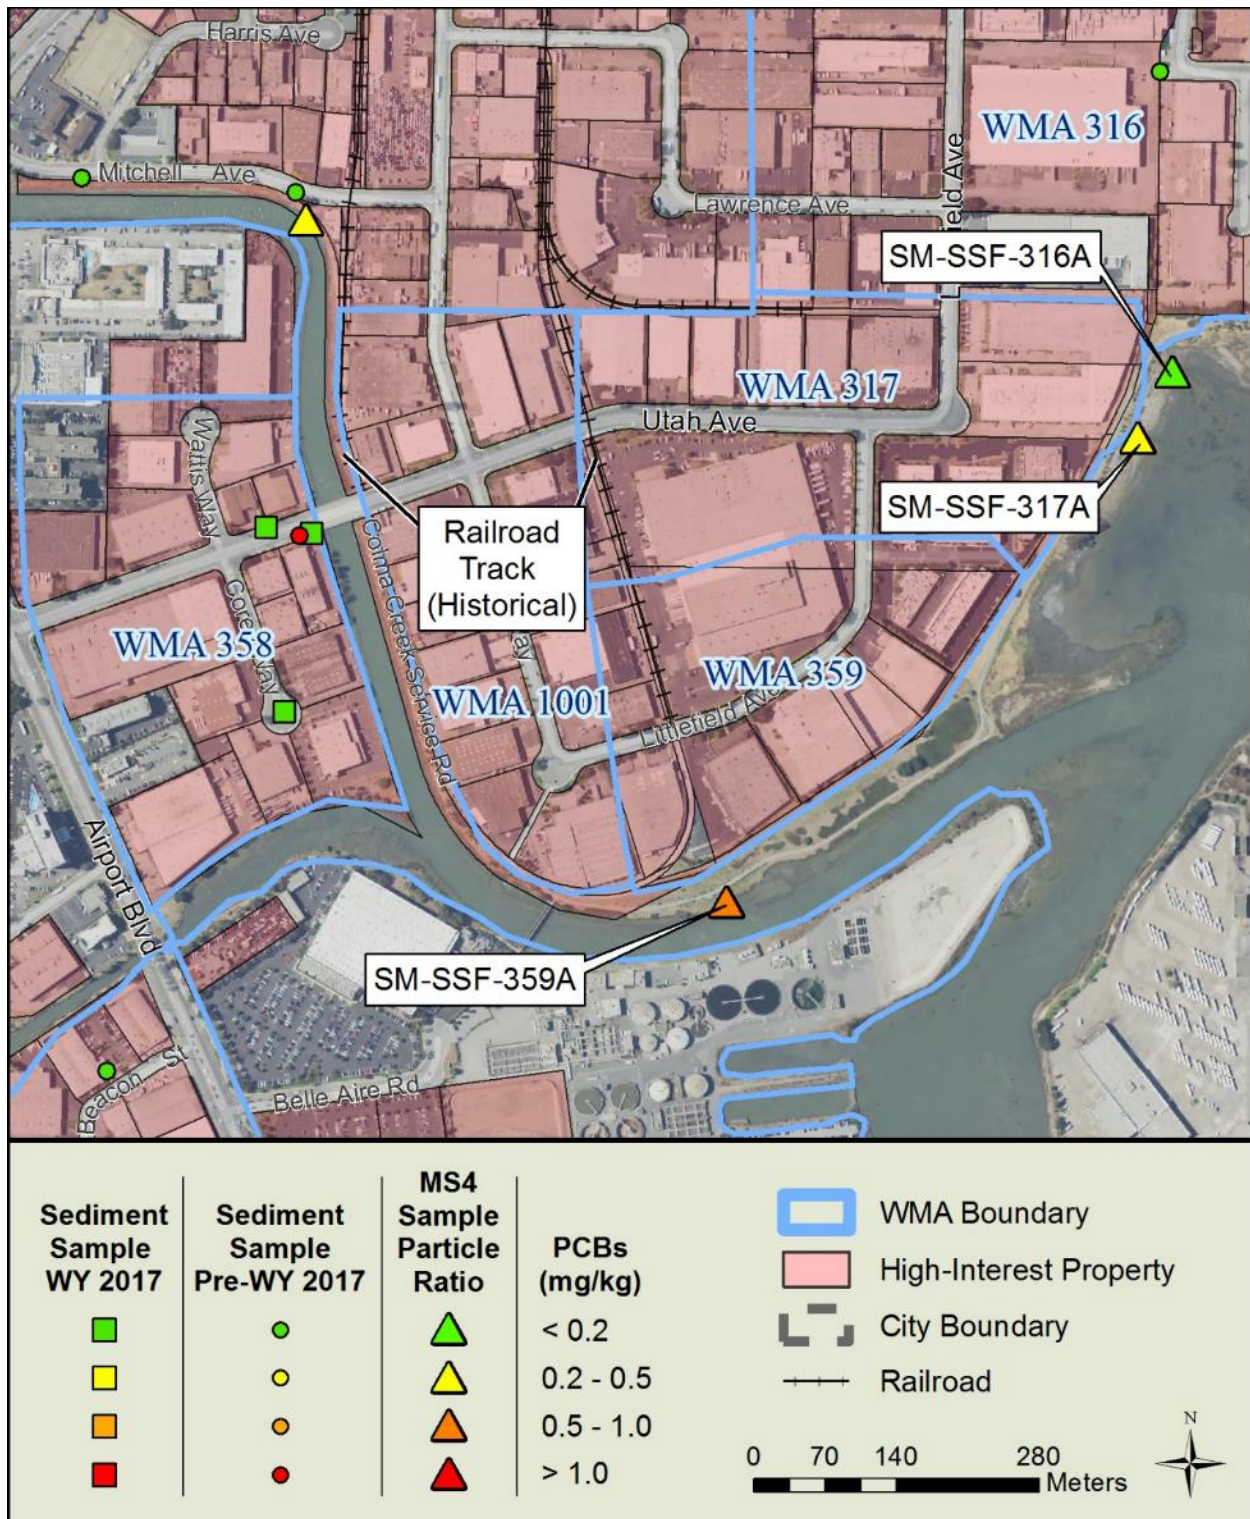 Harris Ave
WMA 316
Mitchell Ave
Lawrence Ave
field Ave
SM-SSF-316A
WMA 317
Utah Ave
Wattis Way
SM-SSF-317A
Railroad
Track
(Historical)
Colma Creek Service Rd
Way
WMA 358
WMA 359
WMA 1001
Littlefield Ave
Airport Blvd
SM-SSF-359A
Beacon St
Belle Aire Rd
Sediment
Sample
WY 2017
Sediment
Sample
Pre-WY 2017
MS4
Sample
Particle
Ratio
PCBs
(mg/kg)
< 0.2
0.2 - 0.5
0.5 - 1.0
> 1.0
WMA Boundary
High-Interest Property
City Boundary
Railroad
N
0 70 140 280
Meters